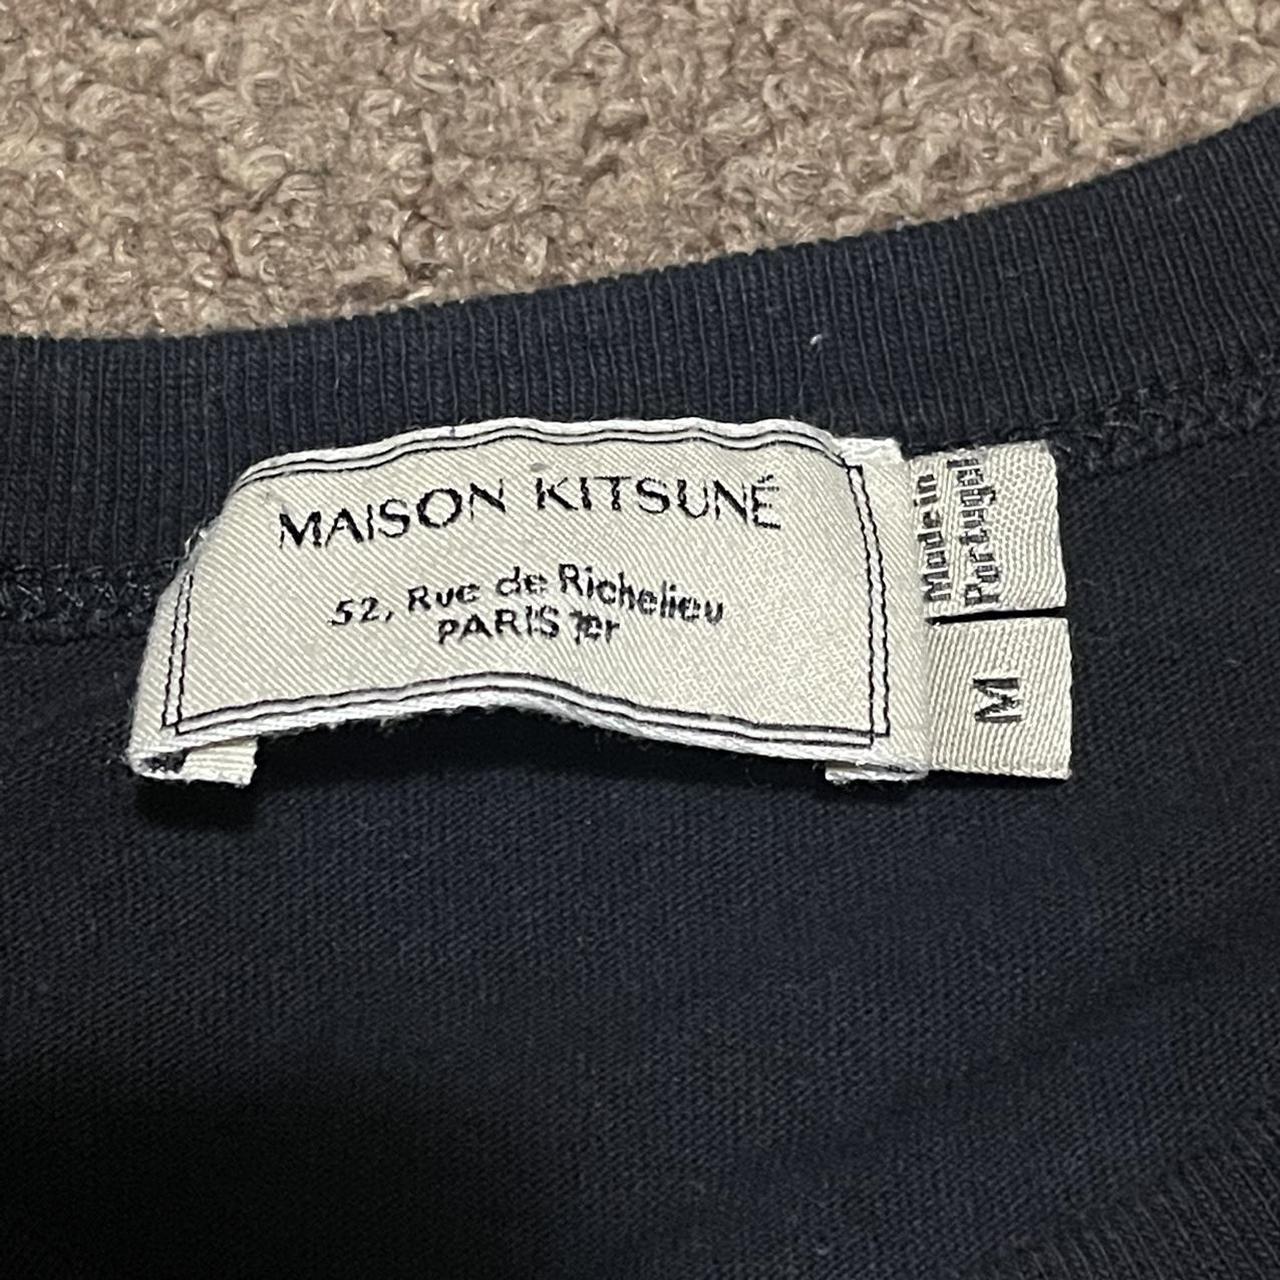 MAISON KITSUNÉ
52, Rue de Richelieu
PARIS 1er
Made in
Portugal
M